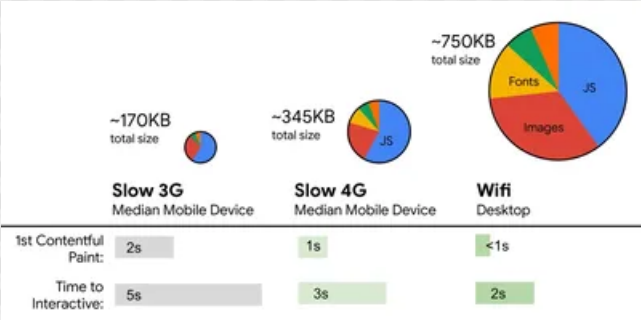 ~750KB
total size
Fonts
JS
Images
~345KB
total size
JS
~170KB
total size
Slow 3G
Median Mobile Device
Slow 4G
Median Mobile Device
Wifi
Desktop
1st Contentful
Paint:
2s
1s
<1s
Time to
Interactive:
5s
3s
2s